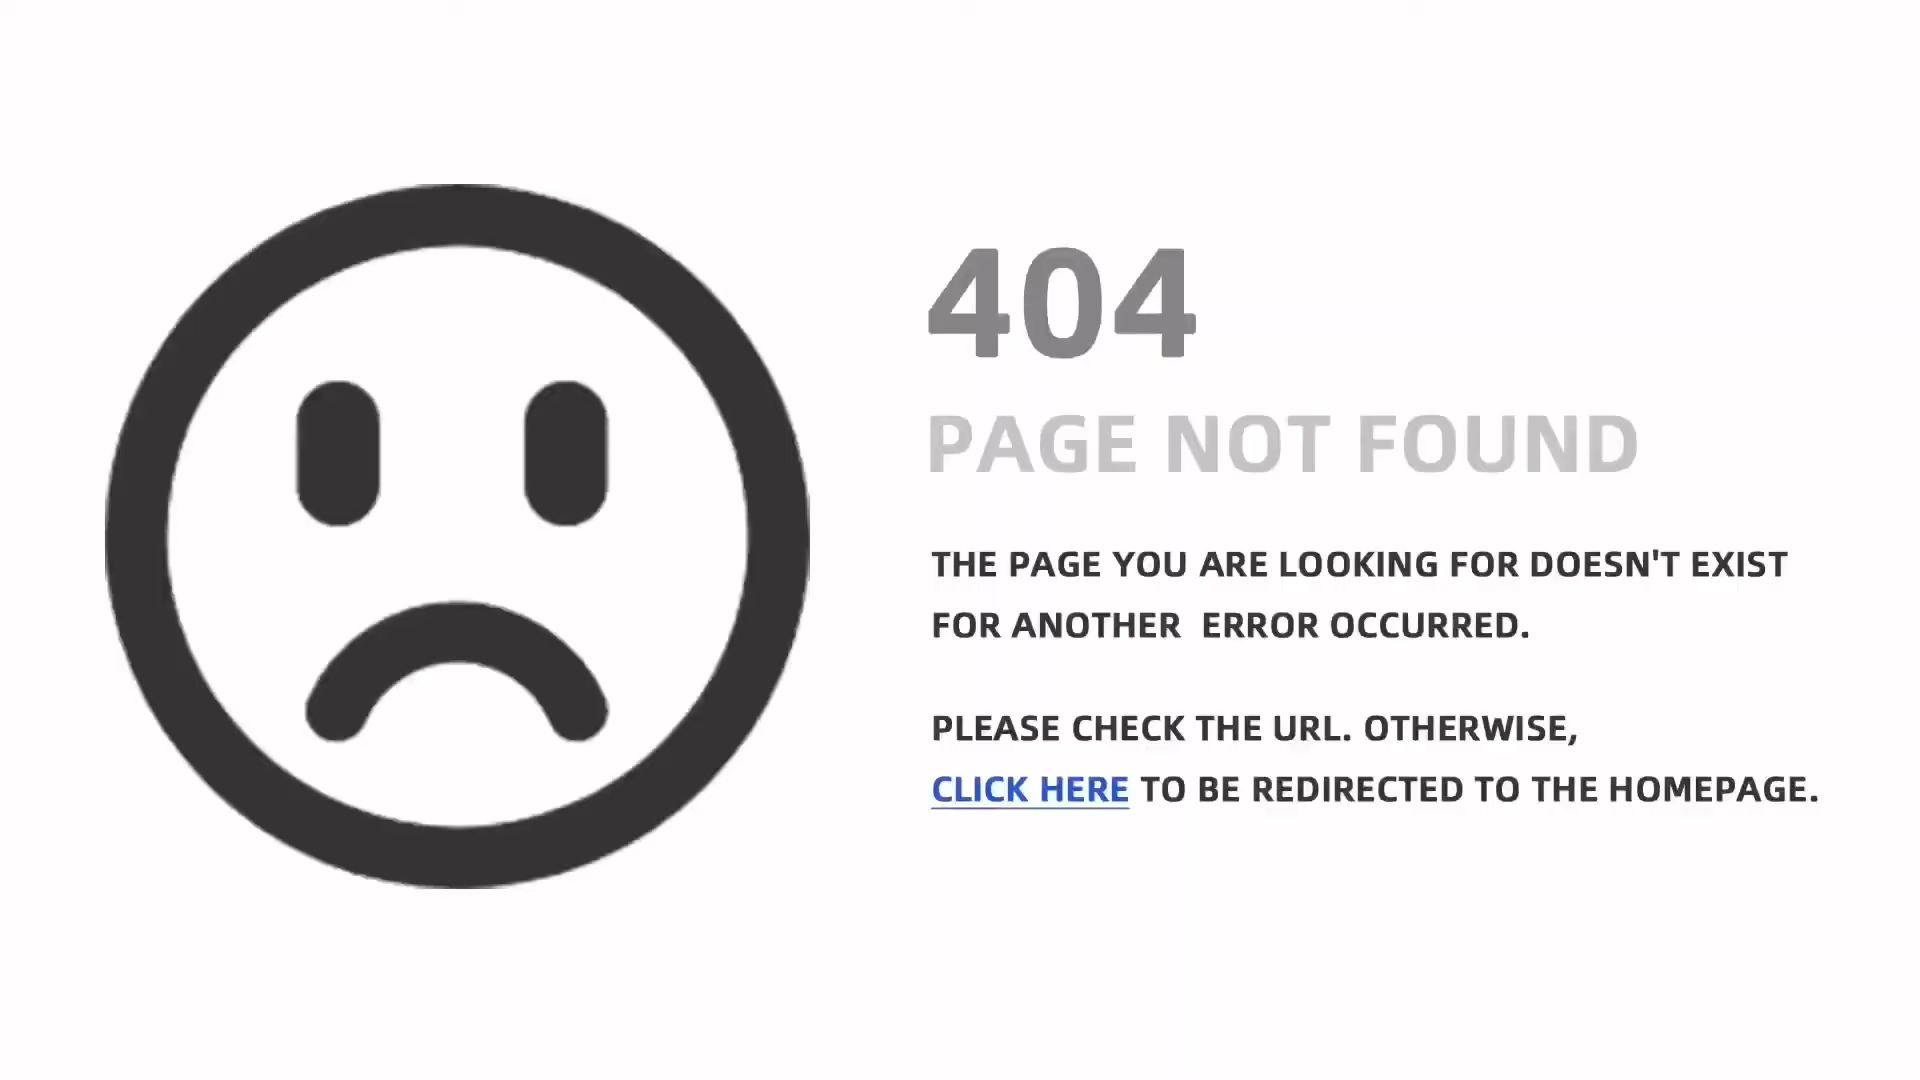 404
PAGE NOT FOUND
THE PAGE YOU ARE LOOKING FOR DOESN'T EXIST
FOR ANOTHER  ERROR OCCURRED.
PLEASE CHECK THE URL. OTHERWISE,
CLICK HERE TO BE REDIRECTED TO THE HOMEPAGE.